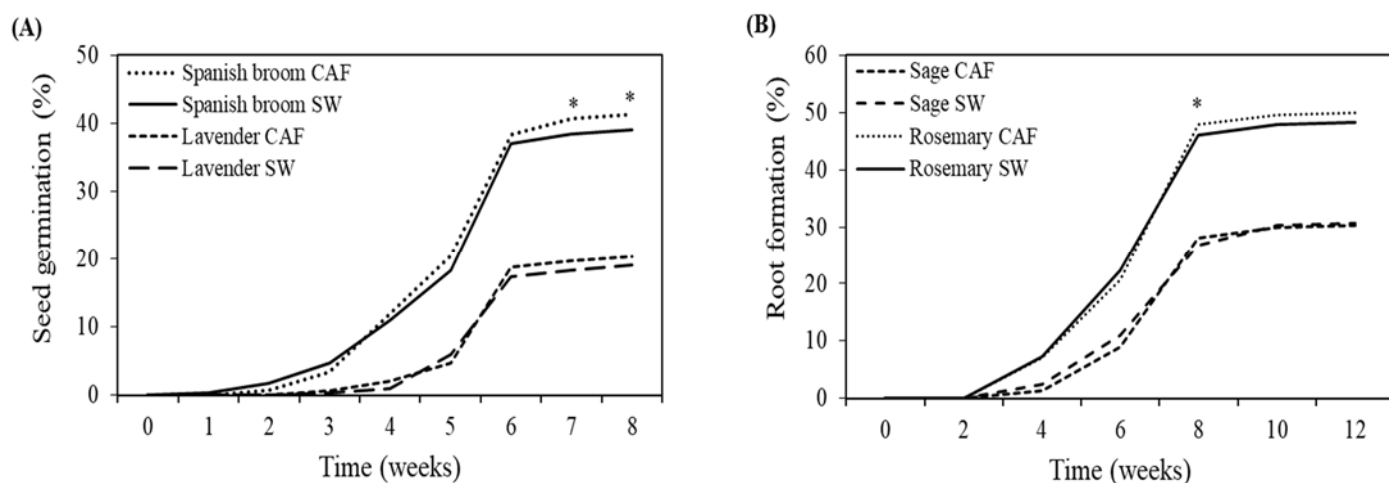 (A)
Seed germination (%)
50
40
30
20
10
0
Spanish broom CAF
Spanish broom SW
Lavender CAF
Lavender SW
* *
0 1 2 3 4 5 6 7 8
Time (weeks)
(B)
Root formation (%)
60
50
40
30
20
10
0
Sage CAF
Sage SW
Rosemary CAF
Rosemary SW
*
0 2 4 6 8 10 12
Time (weeks)